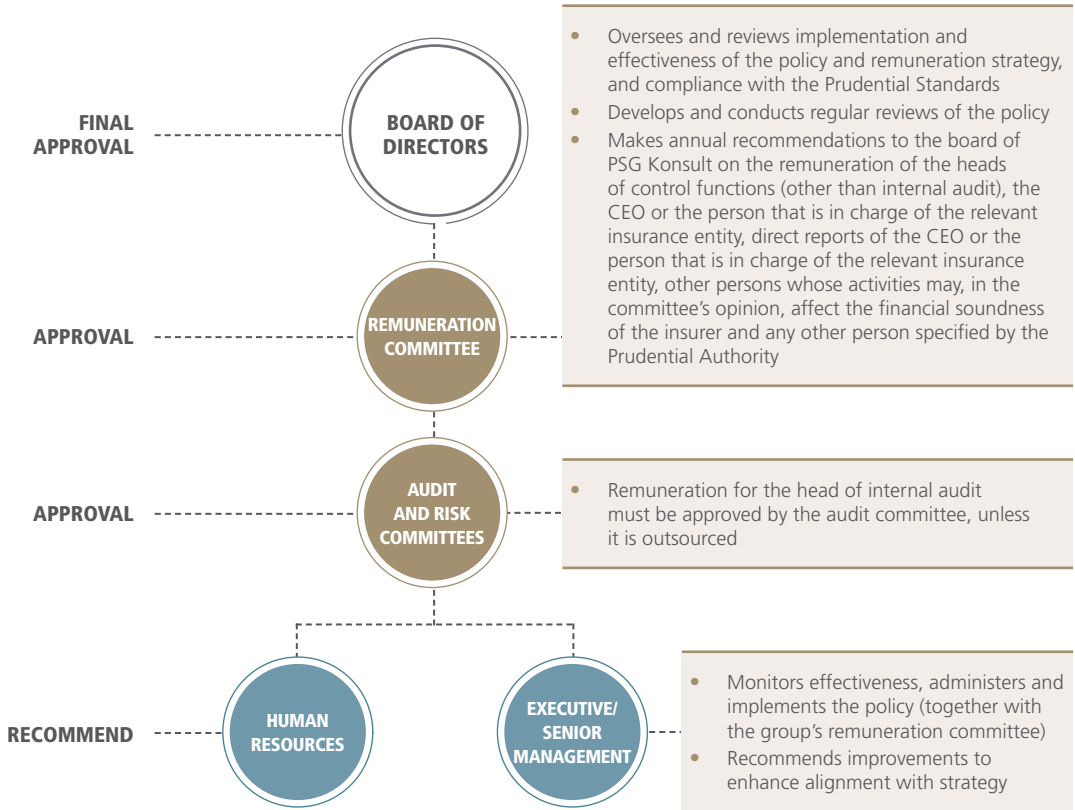 FINAL
APPROVAL
BOARD OF
DIRECTORS
• Oversees and reviews implementation and
effectiveness of the policy and remuneration strategy,
and compliance with the Prudential Standards
• Develops and conducts regular reviews of the policy
• Makes annual recommendations to the board of
PSG Konsult on the remuneration of the heads
of control functions (other than internal audit), the
CEO or the person that is in charge of the relevant
insurance entity, direct reports of the CEO or the
person that is in charge of the relevant insurance
entity, other persons whose activities may, in the
committee’s opinion, affect the financial soundness
of the insurer and any other person specified by the
Prudential Authority
APPROVAL
REMUNERATION
COMMITTEE
APPROVAL
AUDIT
AND RISK
COMMITTEES
• Remuneration for the head of internal audit
must be approved by the audit committee, unless
it is outsourced
RECOMMEND
HUMAN
RESOURCES
EXECUTIVE/
SENIOR
MANAGEMENT
• Monitors effectiveness, administers and
implements the policy (together with
the group’s remuneration committee)
• Recommends improvements to
enhance alignment with strategy